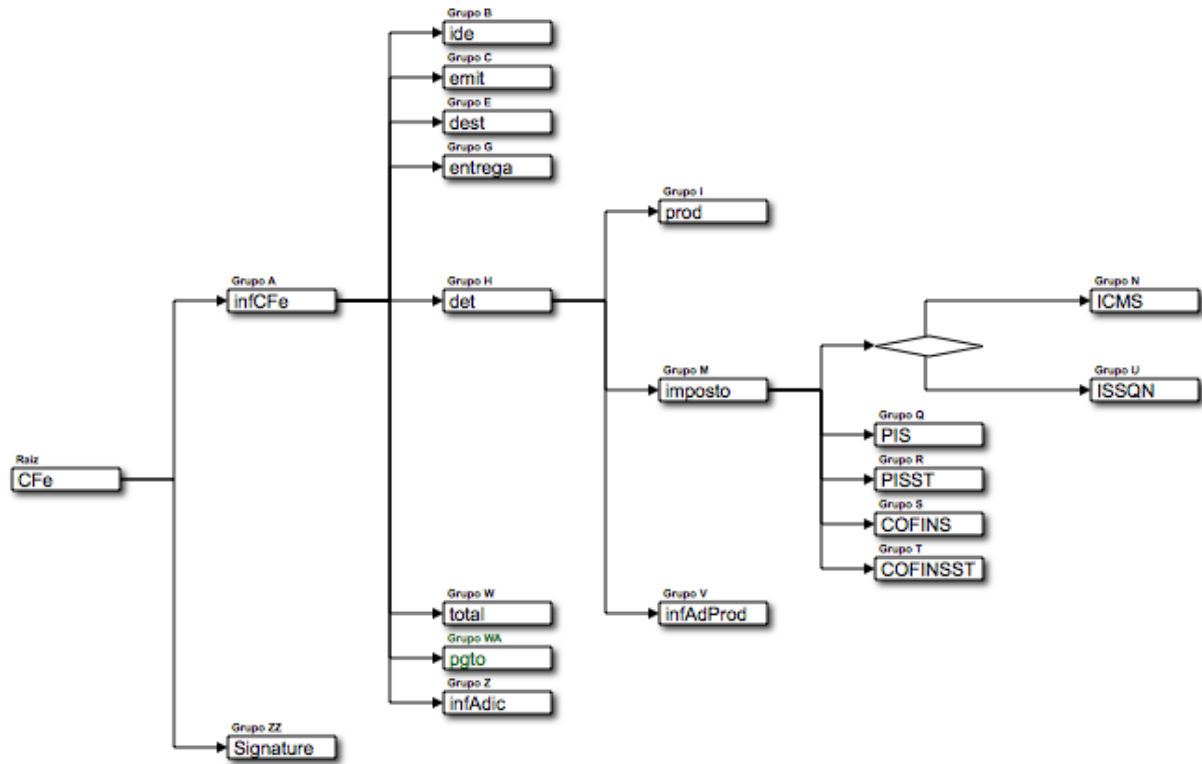 Grupo B
ide
Grupo C
emit
Grupo E
dest
Grupo G
entrega
Grupo I
prod
Grupo A
infCFe
Grupo H
det
Grupo N
ICMS
Grupo M
imposto
Grupo U
ISSQN
Grupo Q
PIS
Raiz
CFe
Grupo R
PISST
Grupo S
COFINS
Grupo T
COFINSST
Grupo W
total
Grupo V
infAdProd
Grupo WA
pgto
Grupo Z
infAdic
Grupo ZZ
Signature